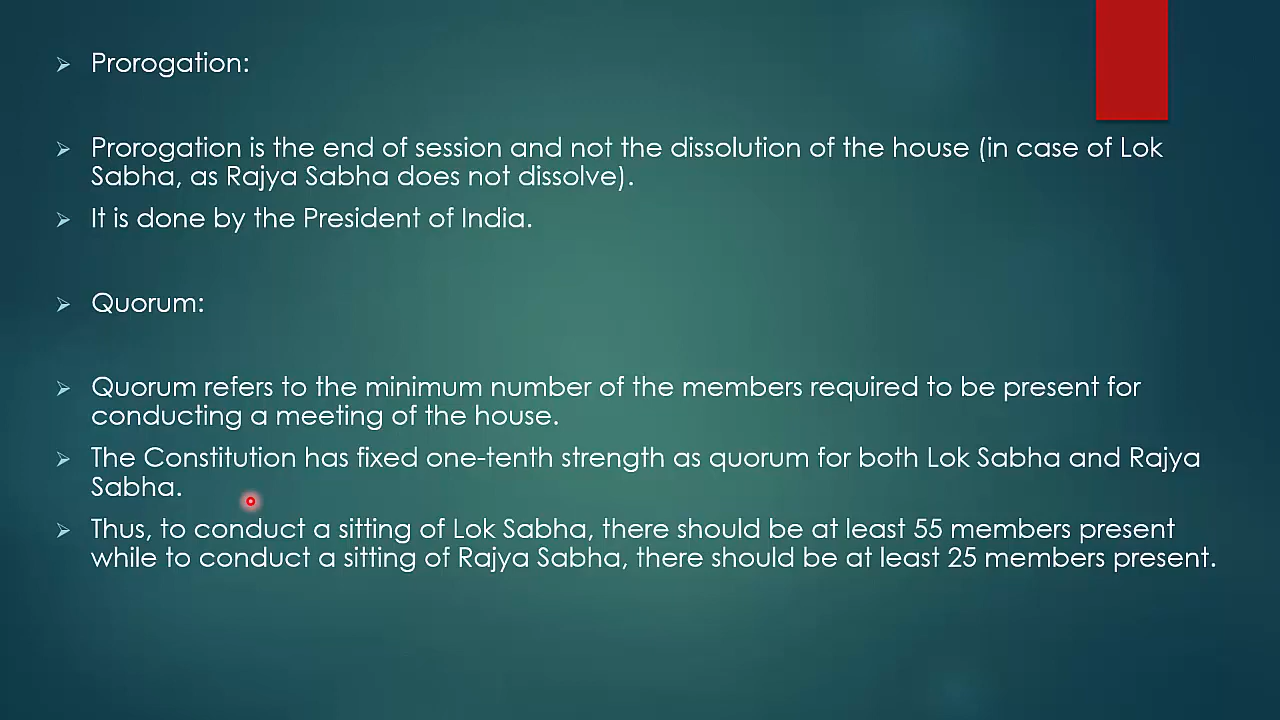 Prorogation:
Prorogation is the end of session and not the dissolution of the house (in case of Lok
Sabha, as Rajya Sabha does not dissolve).
It is done by the President of India.
Quorum:
Quorum refers to the minimum number of the members required to be present for
conducting a meeting of the house.
The Constitution has fixed one-tenth strength as quorum for both Lok Sabha and Rajya
Sabha.
Thus, to conduct a sitting of Lok Sabha, there should be at least 55 members present
while to conduct a sitting of Rajya Sabha, there should be at least 25 members present.